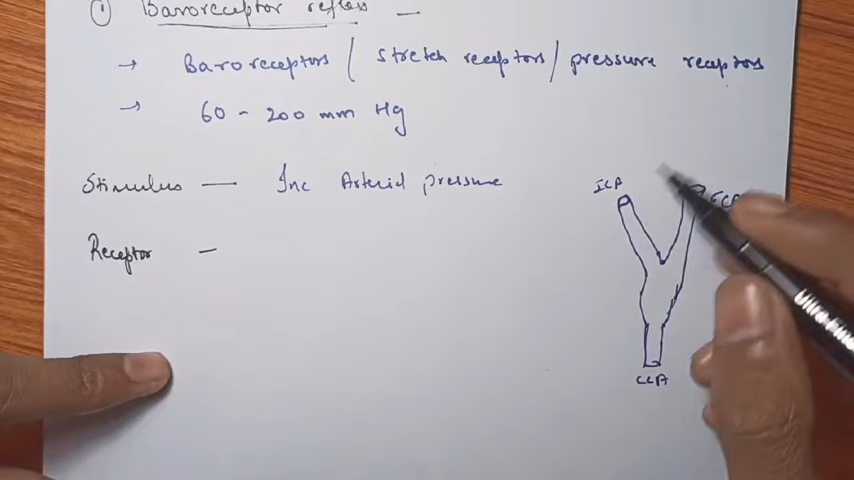 ① Baroreceptor reflex —
→ Baroreceptors / stretch receptors / pressure receptors
→ 60 - 200 mm Hg
Stimulus — Inc Arterial pressure
ICA
ECA
Receptor —
CCA